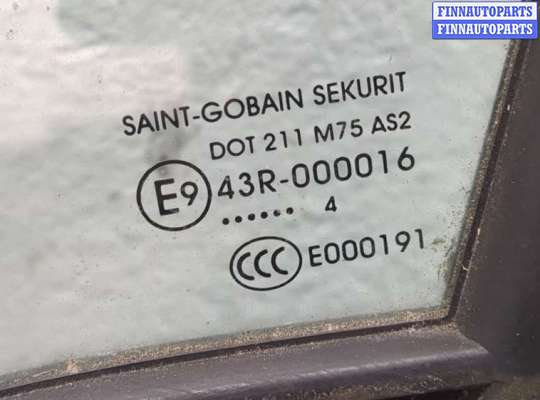 FINNAUTOPARTS
FINNAUTOPARTS
SAINT-GOBAIN SEKURIT
DOT 211 M75 AS2
E9 43R-000016
...... 4
CCC E000191